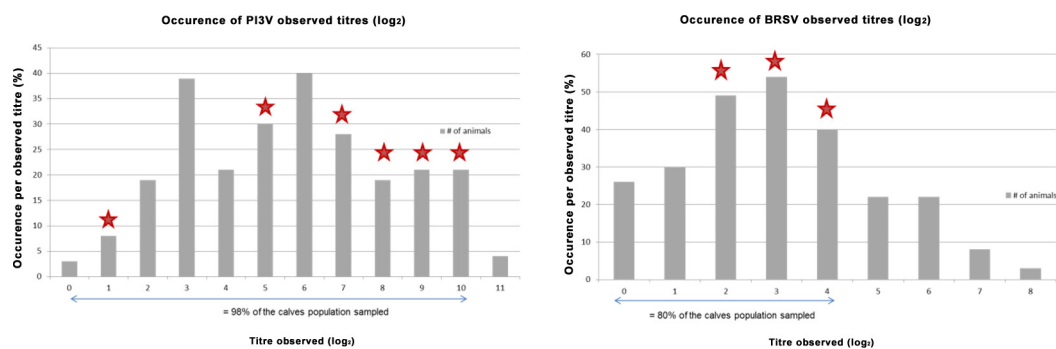 Occurence of PI3V observed titres (log₂)
Occurence per observed titre (%)
45
40
35
30
25
20
15
10
5
0
# of animals
0 1 2 3 4 5 6 7 8 9 10 11
= 98% of the calves population sampled
Titre observed (log₂)
Occurence of BRSV observed titres (log₂)
Occurence per observed titre (%)
60
50
40
30
20
10
0
# of animals
0 1 2 3 4 5 6 7 8
= 80% of the calves population sampled
Titre observed (log₂)